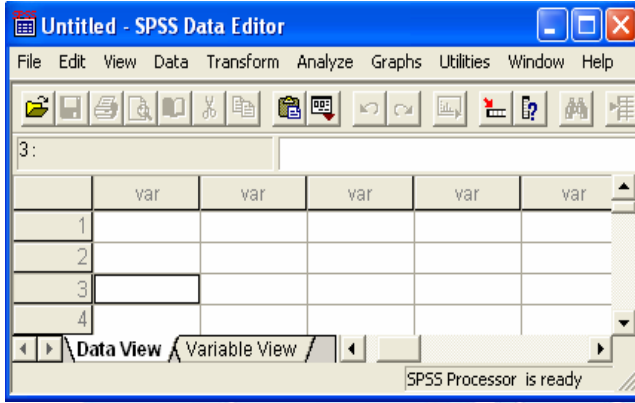 Untitled - SPSS Data Editor
File Edit View Data Transform Analyze Graphs Utilities Window Help
3 :
var var var var var
1
2
3
4
Data View Variable View
SPSS Processor is ready